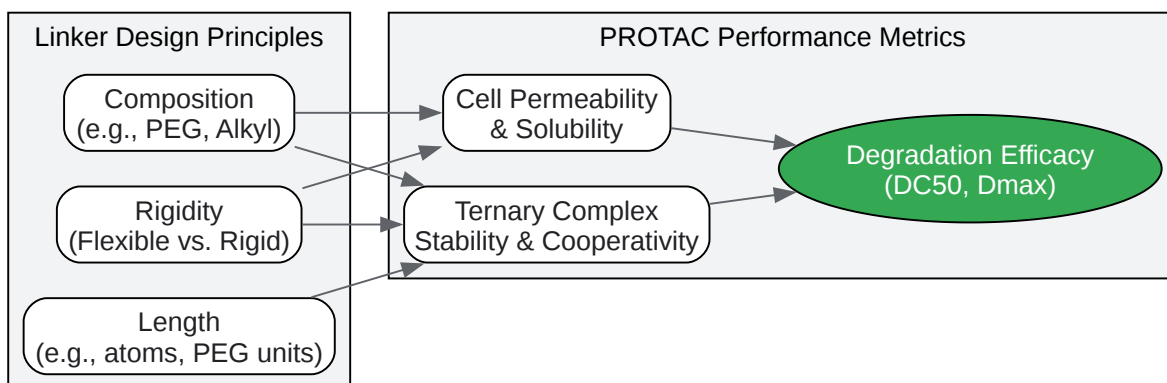 Linker Design Principles
Composition
(e.g., PEG, Alkyl)
Rigidity
(Flexible vs. Rigid)
Length
(e.g., atoms, PEG units)
PROTAC Performance Metrics
Cell Permeability
& Solubility
Ternary Complex
Stability & Cooperativity
Degradation Efficacy
(DC50, Dmax)